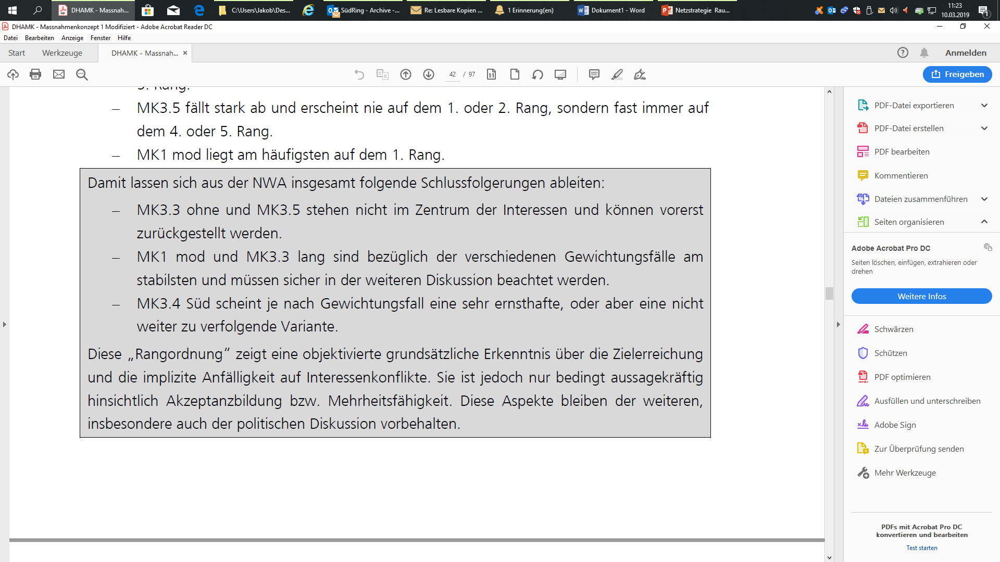 DHAMK - Massnah...
C:\Users\Jakob\Des...
SüdRing - Archive -...
Re: Lesbare Kopien ...
1 Erinnerung(en)
Dokument1 - Word
Netzstrategie Rau...
11:23
10.03.2019
1
DHAMK - Massnahmenkonzept 1 Modifiziert - Adobe Acrobat Reader DC
Datei Bearbeiten Anzeige Fenster Hilfe
Start Werkzeuge DHAMK - Massnah... Anmelden
42 / 97
Freigeben
5. Rang.
– MK3.5 fällt stark ab und erscheint nie auf dem 1. oder 2. Rang, sondern fast immer auf
dem 4. oder 5. Rang.
– MK1 mod liegt am häufigsten auf dem 1. Rang.
Damit lassen sich aus der NWA insgesamt folgende Schlussfolgerungen ableiten:
– MK3.3 ohne und MK3.5 stehen nicht im Zentrum der Interessen und können vorerst
zurückgestellt werden.
– MK1 mod und MK3.3 lang sind bezüglich der verschiedenen Gewichtungsfälle am
stabilsten und müssen sicher in der weiteren Diskussion beachtet werden.
– MK3.4 Süd scheint je nach Gewichtungsfall eine sehr ernsthafte, oder aber eine nicht
weiter zu verfolgende Variante.
Diese „Rangordnung“ zeigt eine objektivierte grundsätzliche Erkenntnis über die Zielerreichung
und die implizite Anfälligkeit auf Interessenkonflikte. Sie ist jedoch nur bedingt aussagekräftig
hinsichtlich Akzeptanzbildung bzw. Mehrheitsfähigkeit. Diese Aspekte bleiben der weiteren,
insbesondere auch der politischen Diskussion vorbehalten.
PDF-Datei exportieren
PDF-Datei erstellen
PDF bearbeiten
Kommentieren
Dateien zusammenführen
Seiten organisieren
Adobe Acrobat Pro DC
Seiten löschen, einfügen, extrahieren oder
drehen
Weitere Infos
Schwärzen
Schützen
PDF optimieren
Ausfüllen und unterschreiben
Adobe Sign
Zur Überprüfung senden
Mehr Werkzeuge
PDFs mit Acrobat Pro DC
konvertieren und bearbeiten
Test starten